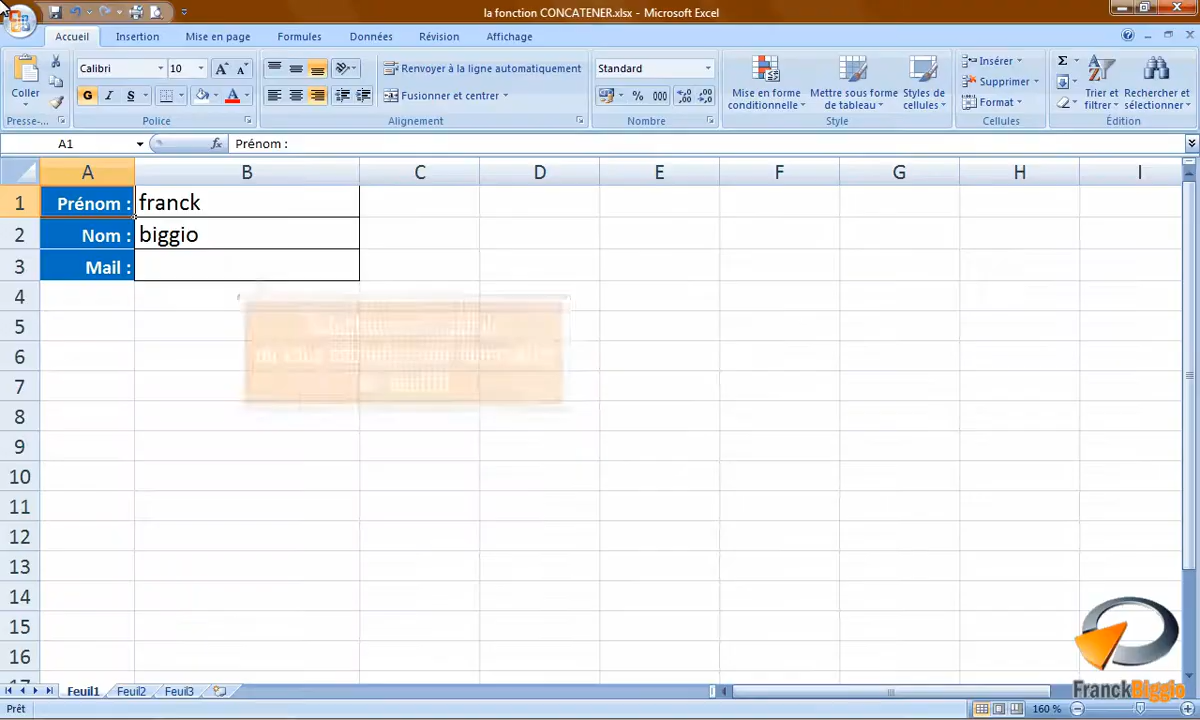 la fonction CONCATENER.xlsx - Microsoft Excel
Accueil Insertion Mise en page Formules Données Révision Affichage
Coller
Calibri 10
G I S
Renvoyer à la ligne automatiquement
Fusionner et centrer
Standard
% 000
Mise en forme conditionnelle
Mettre sous forme de tableau
Styles de cellules
Insérer
Supprimer
Format
Σ
Trier et filtrer
Rechercher et sélectionner
Presse-... Police Alignement Nombre Style Cellules Édition
A1 fx Prénom :
A B C D E F G H I
1 Prénom : franck
2 Nom : biggio
3 Mail :
4
5
6
7
8
9
10
11
12
13
14
15
16
17
FranckBiggio
Feuil1 Feuil2 Feuil3
Prêt 160 %